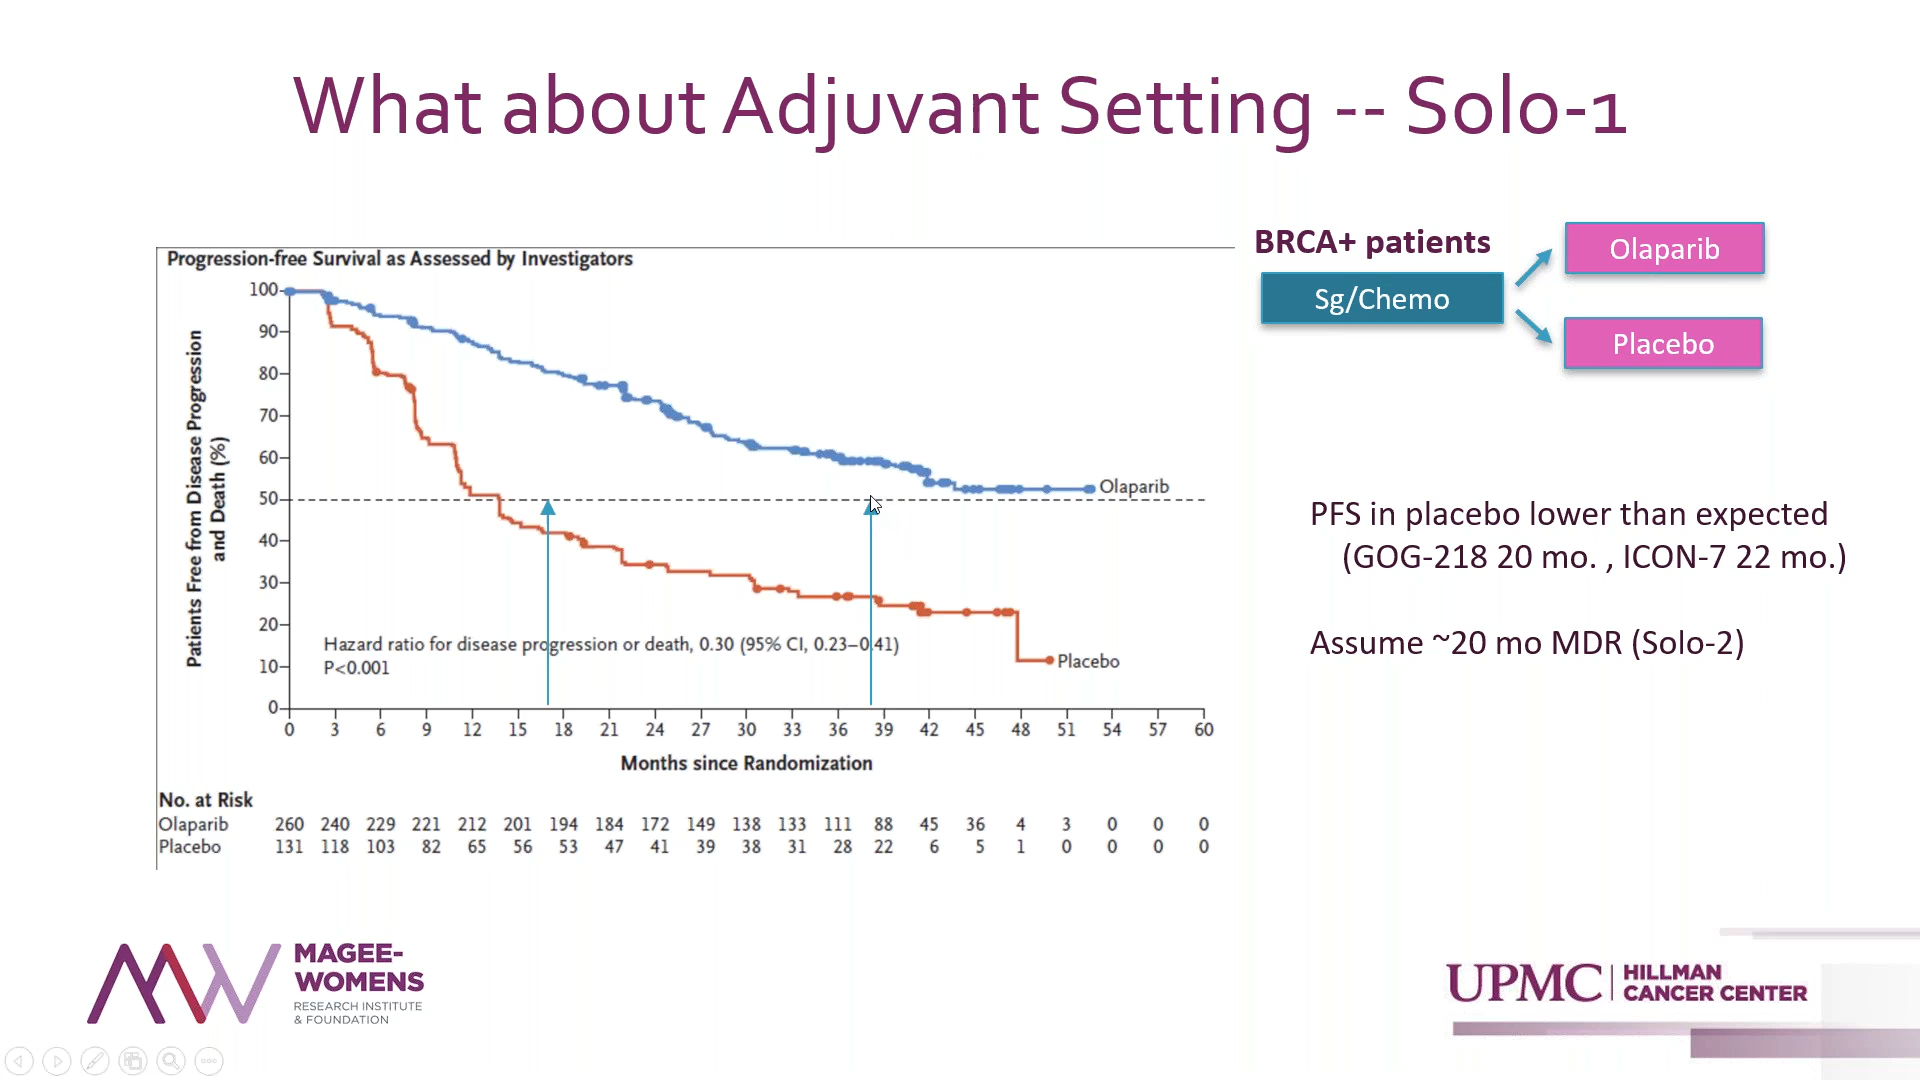 What about Adjuvant Setting -- Solo-1
Progression-free Survival as Assessed by Investigators
Patients Free from Disease Progression
and Death (%)
100
90
80
70
60
50
40
30
20
10
0
Olaparib
Placebo
Hazard ratio for disease progression or death, 0.30 (95% CI, 0.23–0.41)
P<0.001
0 3 6 9 12 15 18 21 24 27 30 33 36 39 42 45 48 51 54 57 60
Months since Randomization
No. at Risk
Olaparib 260 240 229 221 212 201 194 184 172 149 138 133 111 88 45 36 4 3 0 0 0
Placebo 131 118 103 82 65 56 53 47 41 39 38 31 28 22 6 5 1 0 0 0 0
BRCA+ patients
Sg/Chemo
Olaparib
Placebo
PFS in placebo lower than expected
(GOG-218 20 mo. , ICON-7 22 mo.)
Assume ~20 mo MDR (Solo-2)
MAGEE-
WOMENS
RESEARCH INSTITUTE
& FOUNDATION
UPMC HILLMAN
CANCER CENTER